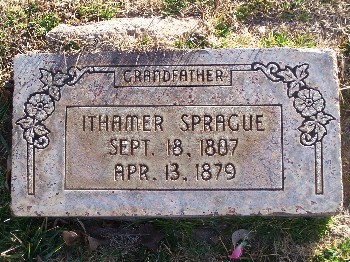 GRANDFATHER
ITHAMER SPRAGUE
SEPT. 18, 1807
APR. 13, 1879